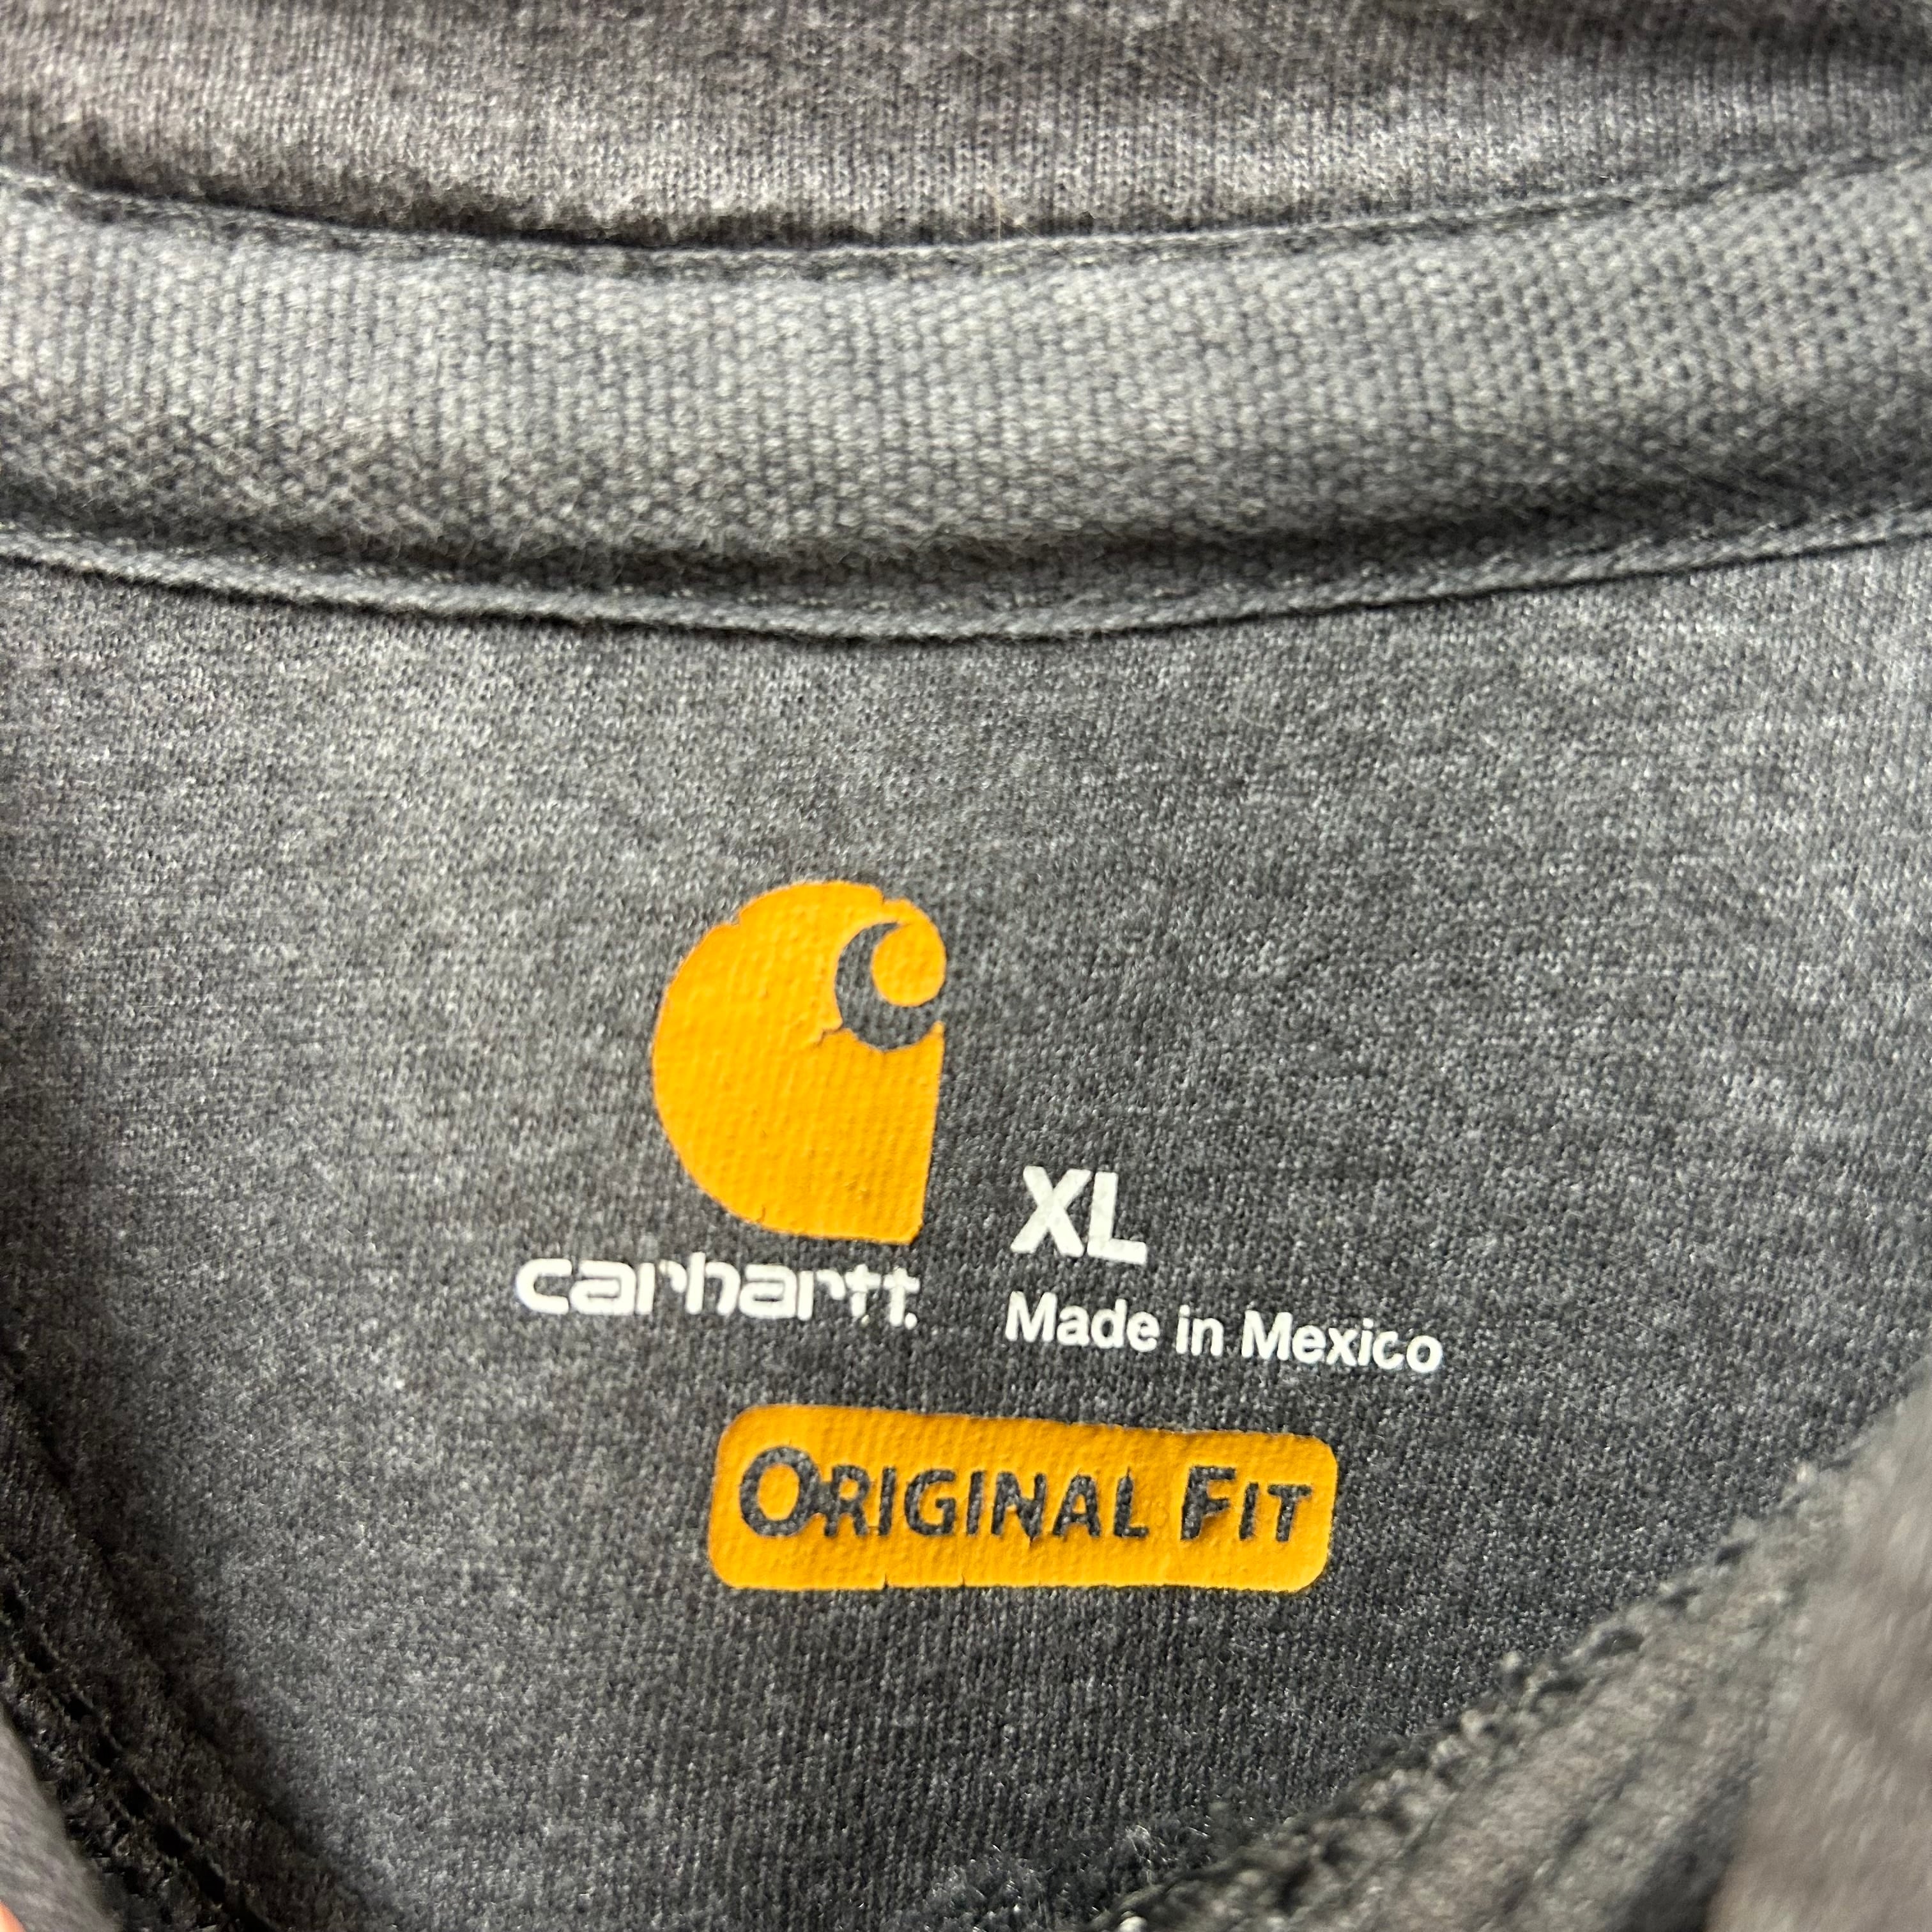 XL
carhartt.
Made in Mexico
ORIGINAL FIT